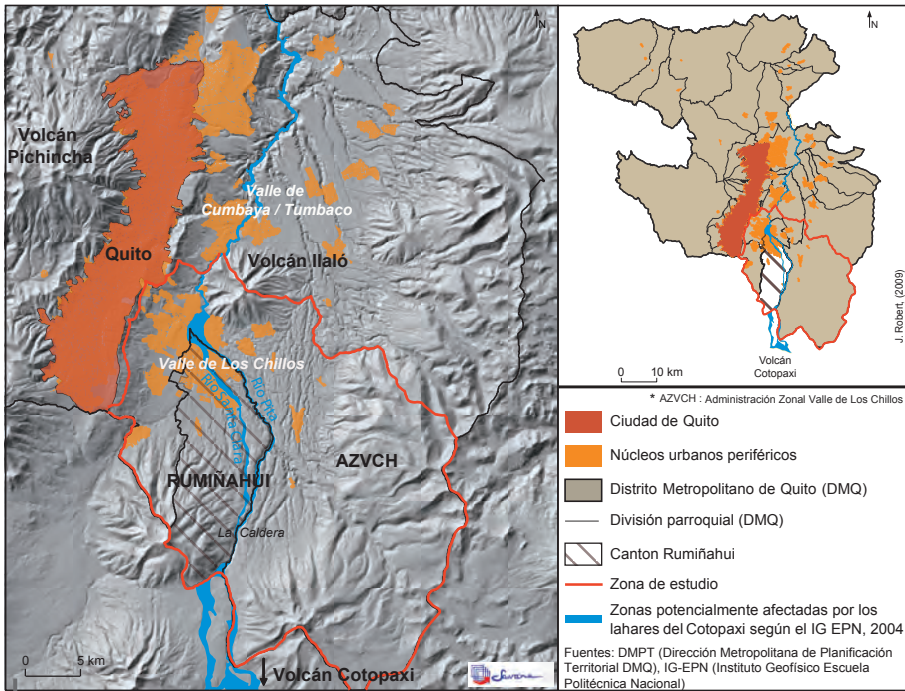 N
Volcán
Pichincha
Valle de
Cumbaya / Tumbaco
Quito
Volcán Ilaló
Valle de Los Chillos
Río Pita
Río Santa Clara
AZVCH
RUMIÑAHUI
La Caldera
0 5 km
Volcán Cotopaxi
Savane
N
J. Robert, (2009)
Volcán
Cotopaxi
0 10 km
* AZVCH : Administración Zonal Valle de Los Chillos
Ciudad de Quito
Núcleos urbanos periféricos
Distrito Metropolitano de Quito (DMQ)
División parroquial (DMQ)
Canton Rumiñahui
Zona de estudio
Zonas potencialmente afectadas por los
lahares del Cotopaxi según el IG EPN, 2004
Fuentes: DMPT (Dirección Metropolitana de Planificación
Territorial DMQ), IG-EPN (Instituto Geofísico Escuela
Politécnica Nacional)